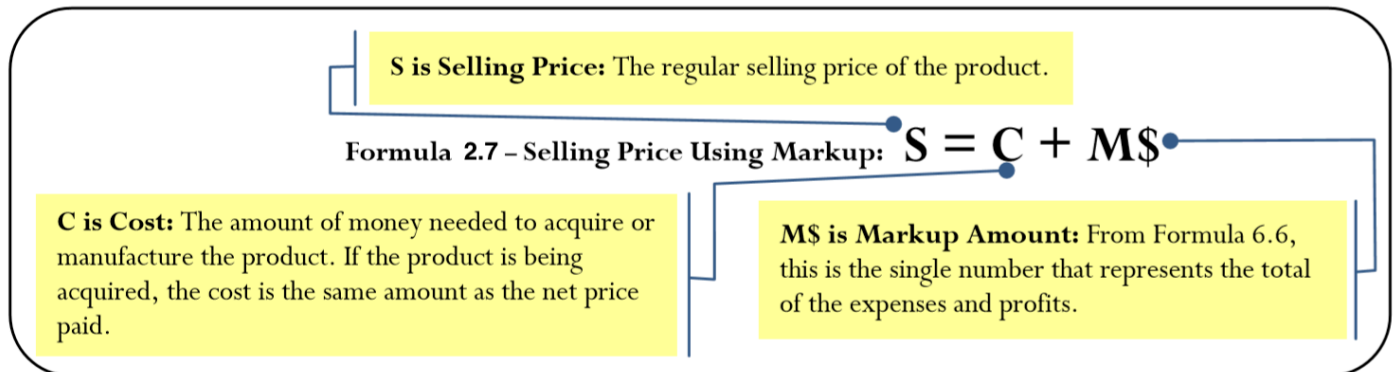 S is Selling Price: The regular selling price of the product.
Formula 2.7 – Selling Price Using Markup: S = C + M$
C is Cost: The amount of money needed to acquire or
manufacture the product. If the product is being
acquired, the cost is the same amount as the net price
paid.
M$ is Markup Amount: From Formula 6.6,
this is the single number that represents the total
of the expenses and profits.